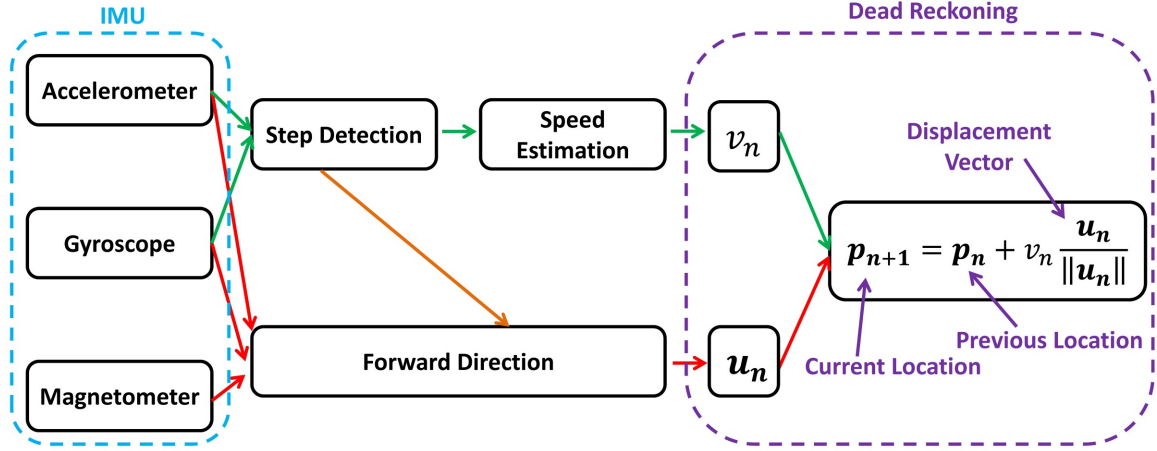 IMU
Dead Reckoning
Accelerometer
Step Detection
Speed
Estimation
v_n
Displacement
Vector
Gyroscope
p_{n+1} = p_n + v_n u_n / ||u_n||
Previous Location
Current Location
Forward Direction
u_n
Magnetometer